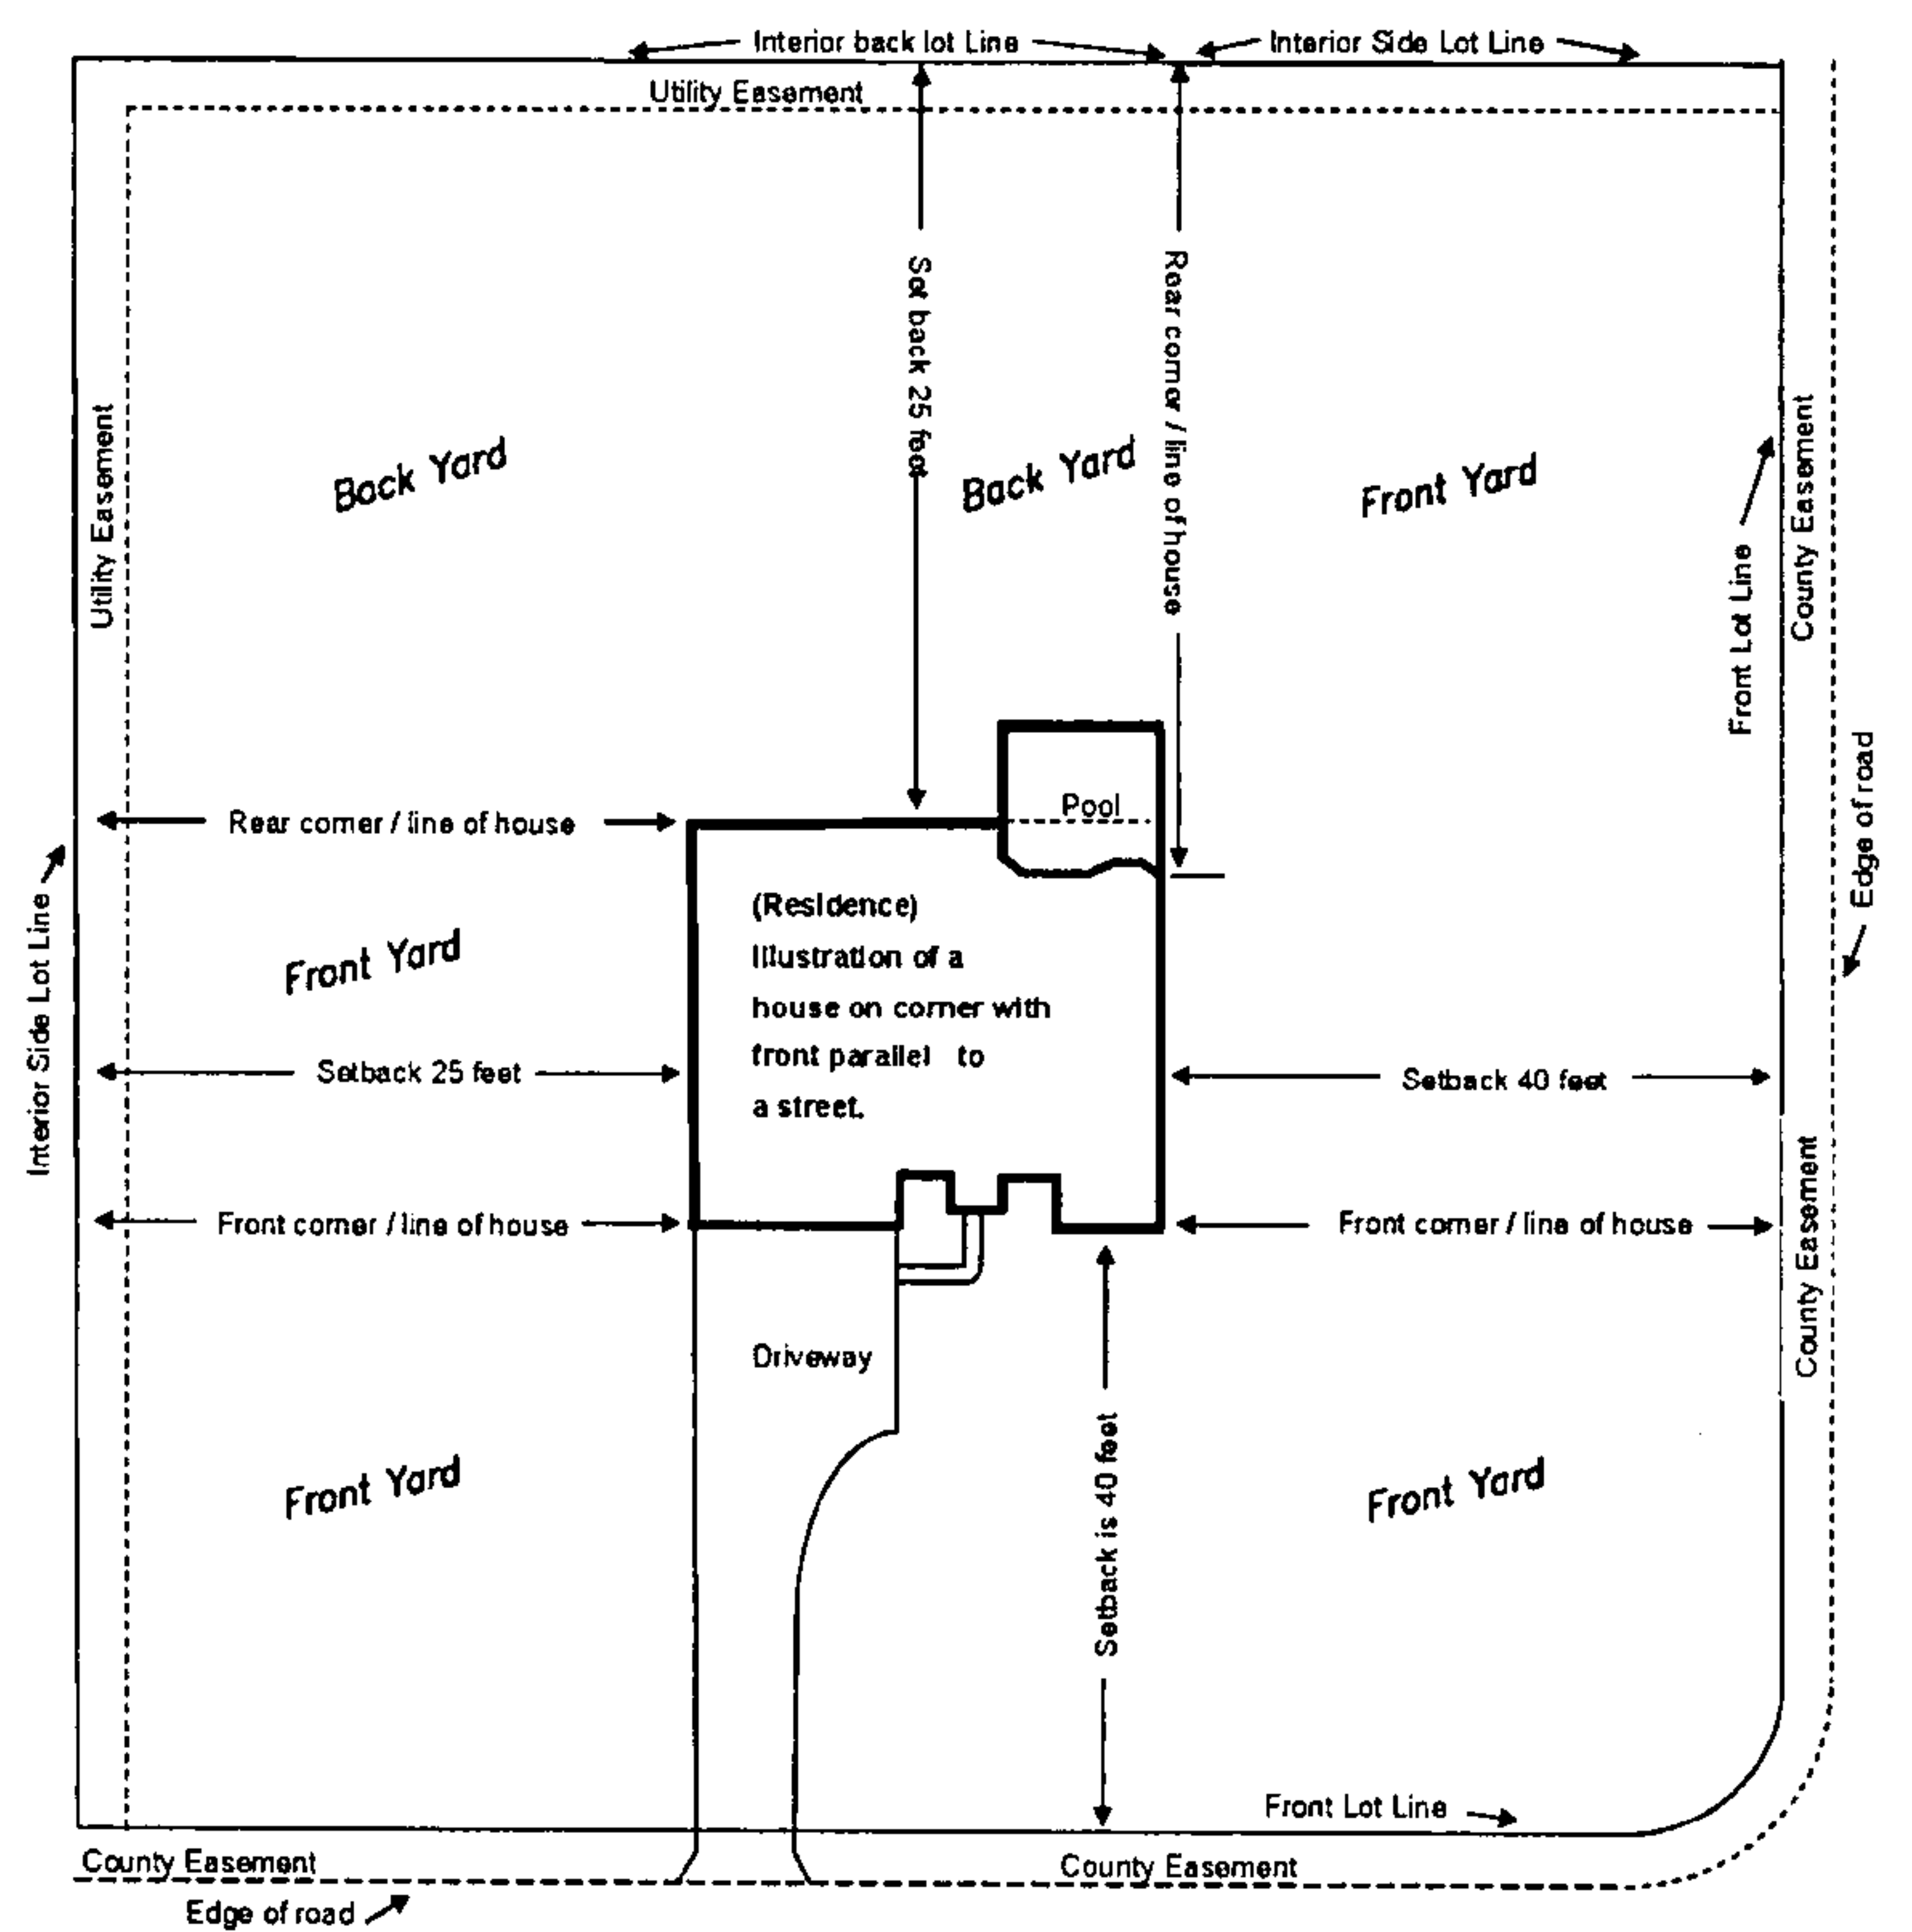 Interior back lot Line
Interior Side Lot Line
Utility Easement
Set back 25 feet
Rear corner / line of house
Utility Easement
Back Yard
Back Yard
Front Yard
Front Lot Line
County Easement
Pool
Rear corner / line of house
Edge of road
(Residence)
Illustration of a
house on corner with
front parallel to
a street.
Front Yard
Interior Side Lot Line
Setback 25 feet
Setback 40 feet
Front corner / line of house
Front corner / line of house
County Easement
Driveway
Front Yard
Setback is 40 feet
Front Yard
Front Lot Line
County Easement
County Easement
Edge of road